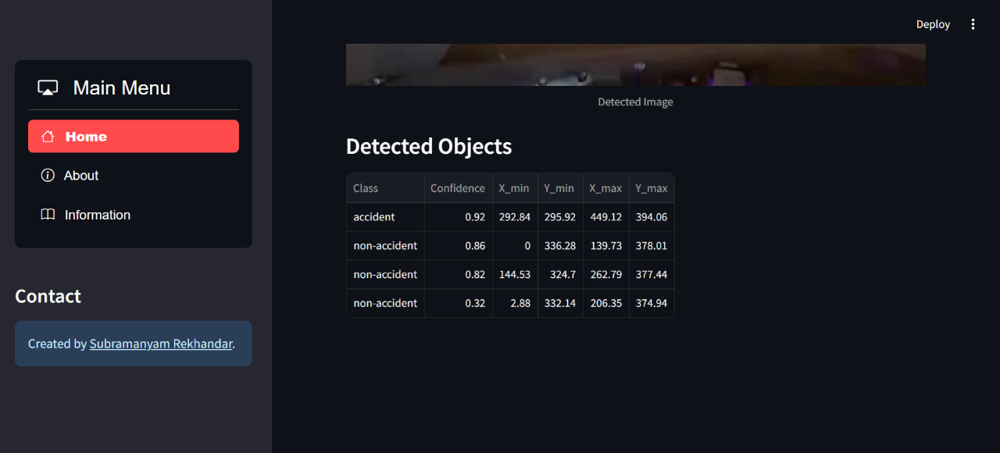 Deploy
Main Menu
Home
About
Information
Contact
Created by Subramanyam Rekhandar.
Detected Image
Detected Objects
Class Confidence X_min Y_min X_max Y_max
accident 0.92 292.84 295.92 449.12 394.06
non-accident 0.86 0 336.28 139.73 378.01
non-accident 0.82 144.53 324.7 262.79 377.44
non-accident 0.32 2.88 332.14 206.35 374.94